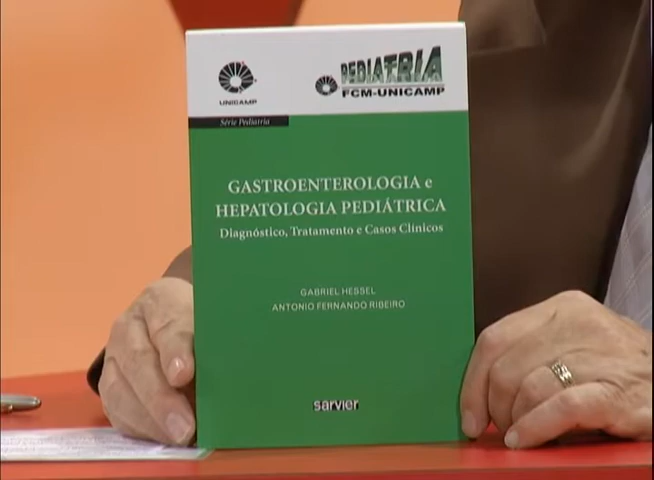 UNICAMP
PEDIATRIA
FCM-UNICAMP
Série Pediatria
GASTROENTEROLOGIA e
HEPATOLOGIA PEDIÁTRICA
Diagnóstico, Tratamento e Casos Clínicos
GABRIEL HESSEL
ANTONIO FERNANDO RIBEIRO
sarvier